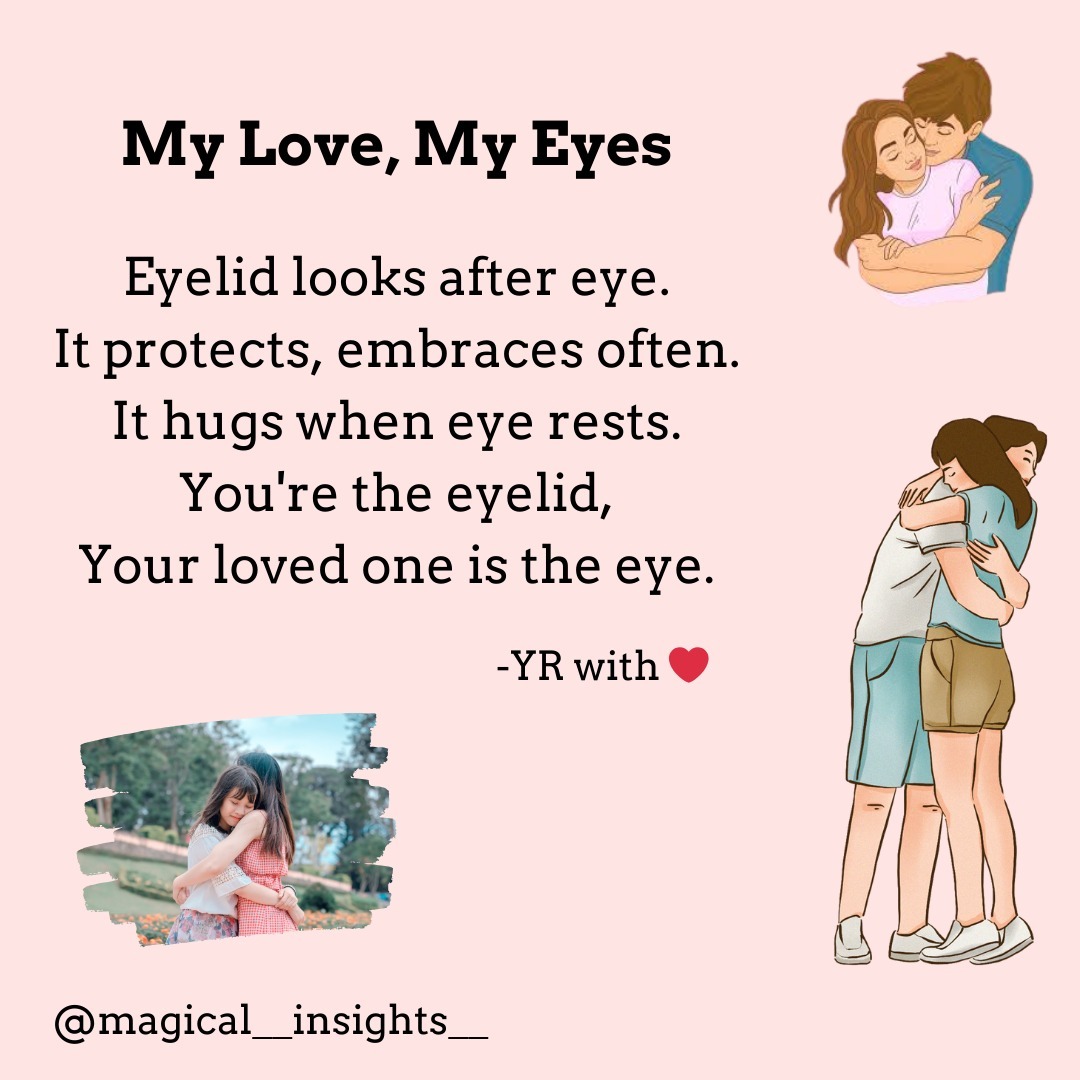 My Love, My Eyes
Eyelid looks after eye.
It protects, embraces often.
It hugs when eye rests.
You're the eyelid,
Your loved one is the eye.
-YR with ❤️
@magical__insights__